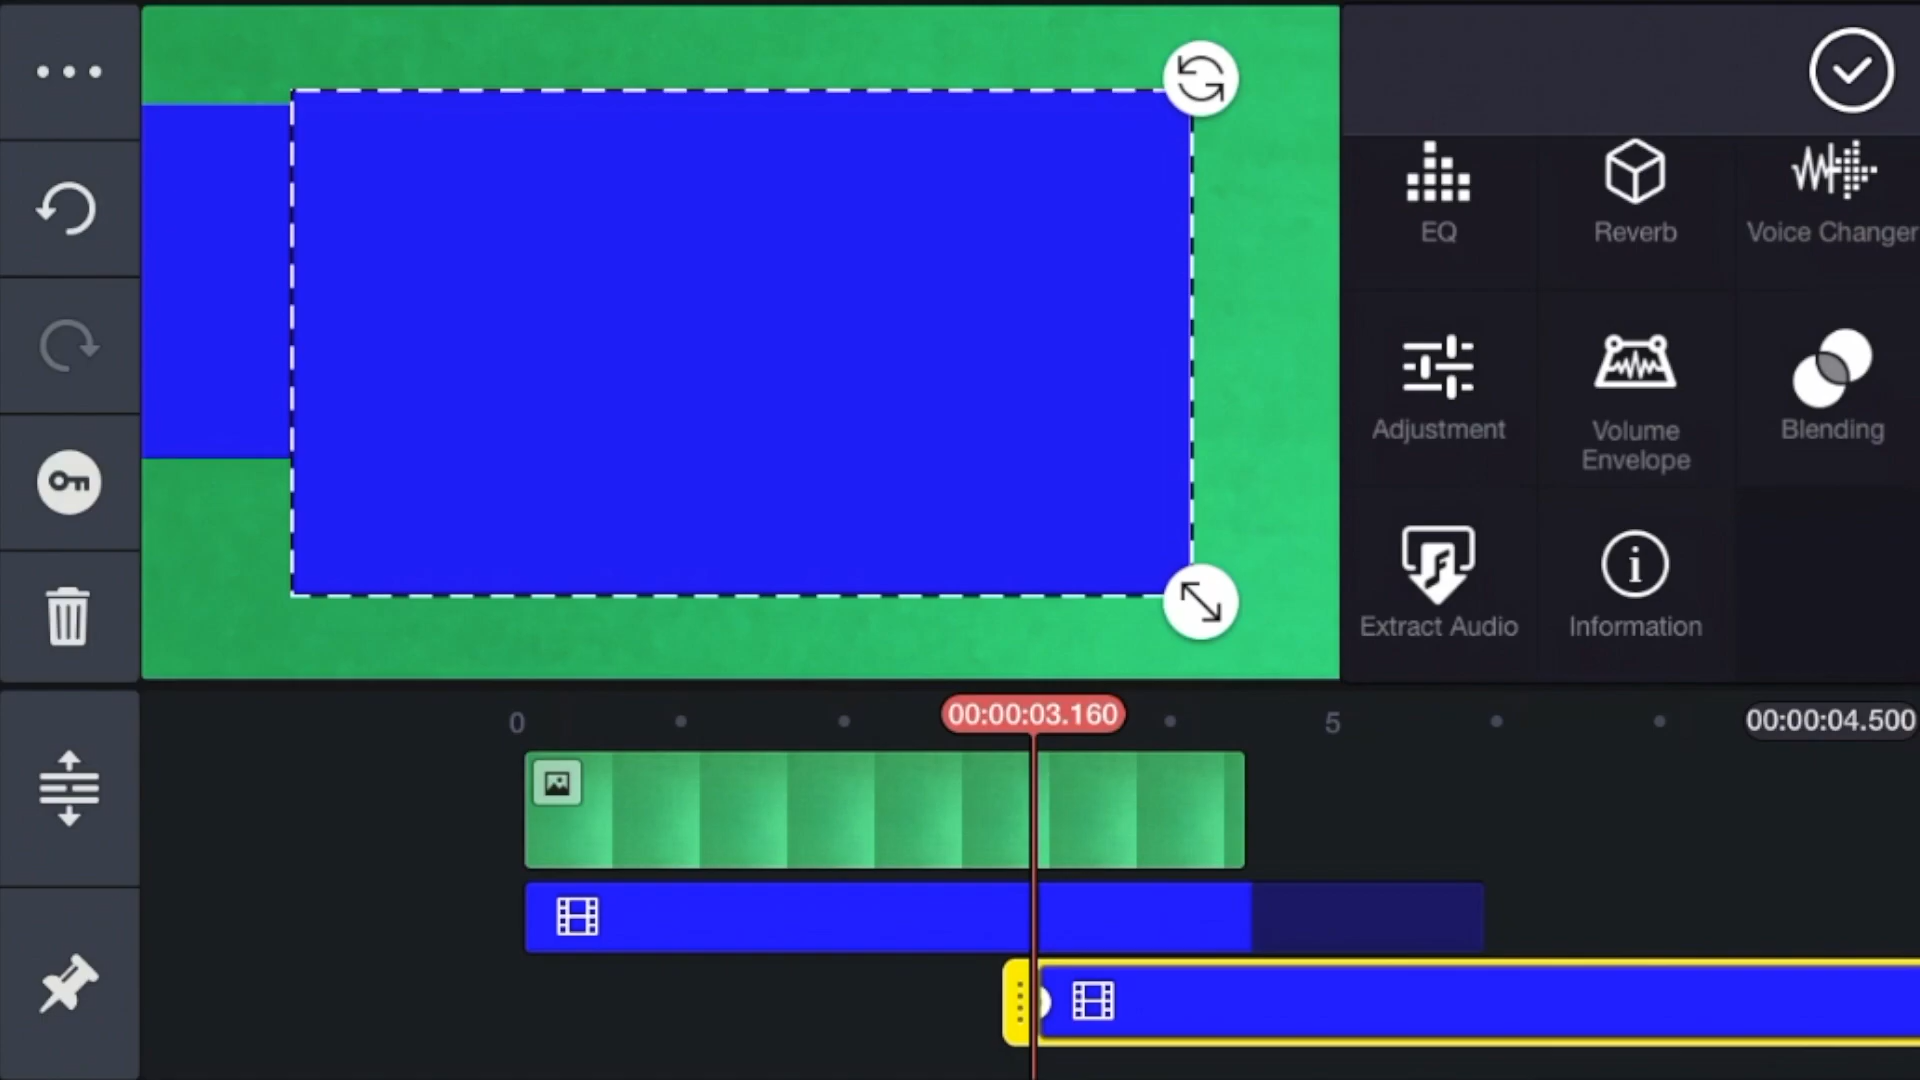 EQ
Reverb
Voice Changer
Adjustment
Volume
Envelope
Blending
Extract Audio
Information
0
00:00:03.160
5
00:00:04.500